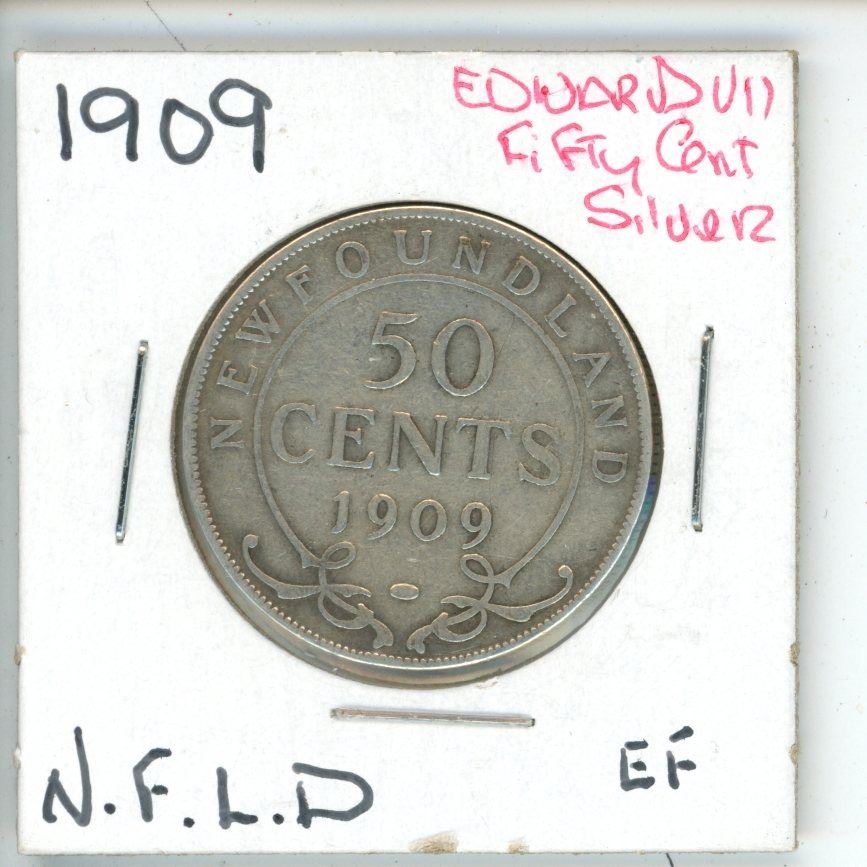 1909
EDWARD VII
FiFTy Cent
SilveR
NEWFOUNDLAND
50
CENTS
1909
N.F.L.D
EF